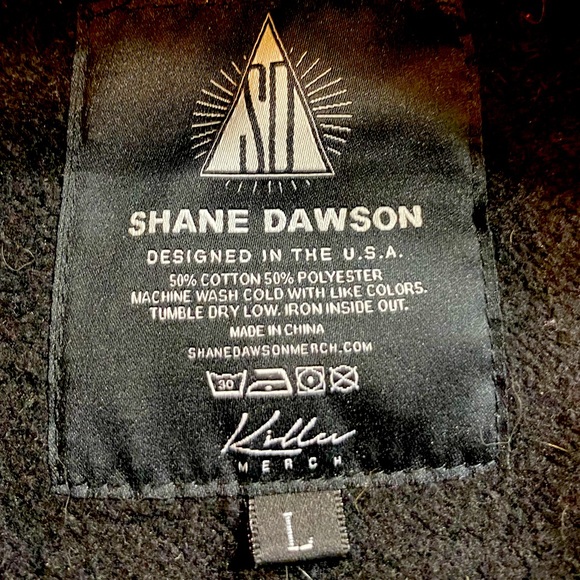 SD
SHANE DAWSON
DESIGNED IN THE U.S.A.
50% COTTON 50% POLYESTER
MACHINE WASH COLD WITH LIKE COLORS.
TUMBLE DRY LOW. IRON INSIDE OUT.
MADE IN CHINA
SHANEDAWSONMERCH.COM
30
Killer
MERCH
L